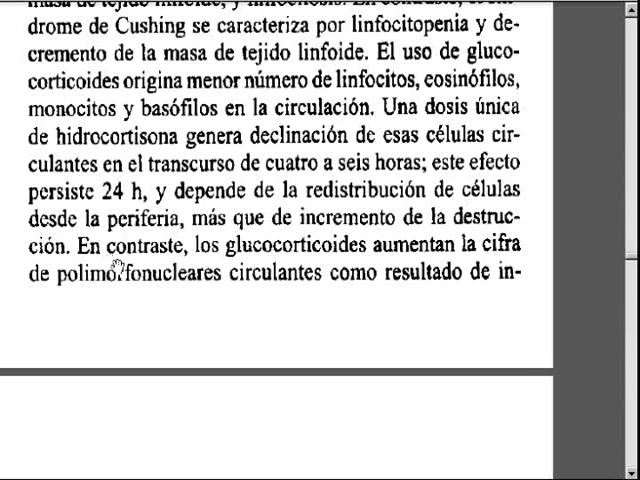 drome de Cushing se caracteriza por linfocitopenia y de-
cremento de la masa de tejido linfoide. El uso de gluco-
corticoides origina menor número de linfocitos, eosinófilos,
monocitos y basófilos en la circulación. Una dosis única
de hidrocortisona genera declinación de esas células cir-
culantes en el transcurso de cuatro a seis horas; este efecto
persiste 24 h, y depende de la redistribución de células
desde la periferia, más que de incremento de la destruc-
ción. En contraste, los glucocorticoides aumentan la cifra
de polimorfonucleares circulantes como resultado de in-